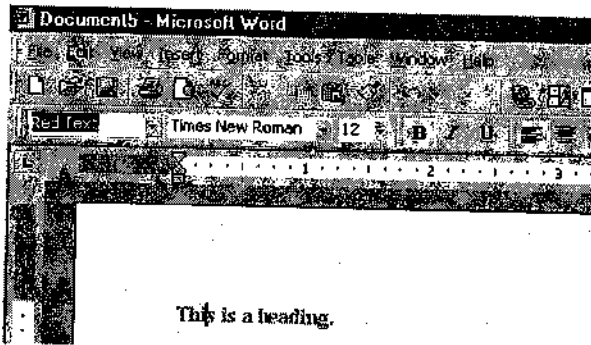 Document5 - Microsoft Word
File Edit View Insert Format Tools Table Window Help
Red Text Times New Roman 12 B I U
1 2 3
This is a heading.